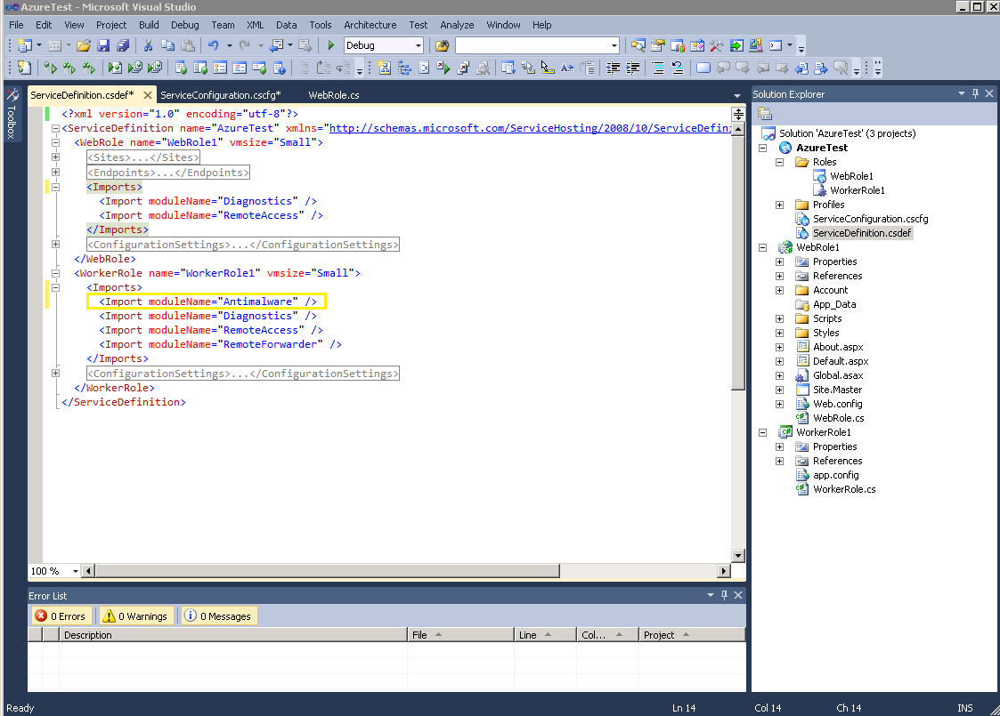 AzureTest - Microsoft Visual Studio
File Edit View Project Build Debug Team XML Data Tools Architecture Test Analyze Window Help
Debug
Toolbox
ServiceDefinition.csdef* ServiceConfiguration.cscfg* WebRole.cs
<?xml version="1.0" encoding="utf-8"?>
<ServiceDefinition name="AzureTest" xmlns="http://schemas.microsoft.com/ServiceHosting/2008/10/ServiceDefini
<WebRole name="WebRole1" vmsize="Small">
<Sites>...</Sites>
<Endpoints>...</Endpoints>
<Imports>
<Import moduleName="Diagnostics" />
<Import moduleName="RemoteAccess" />
</Imports>
<ConfigurationSettings>...</ConfigurationSettings>
</WebRole>
<WorkerRole name="WorkerRole1" vmsize="Small">
<Imports>
<Import moduleName="Antimalware" />
<Import moduleName="Diagnostics" />
<Import moduleName="RemoteAccess" />
<Import moduleName="RemoteForwarder" />
</Imports>
<ConfigurationSettings>...</ConfigurationSettings>
</WorkerRole>
</ServiceDefinition>
100 %
Solution Explorer
Solution 'AzureTest' (3 projects)
AzureTest
Roles
WebRole1
WorkerRole1
Profiles
ServiceConfiguration.cscfg
ServiceDefinition.csdef
WebRole1
Properties
References
Account
App_Data
Scripts
Styles
About.aspx
Default.aspx
Global.asax
Site.Master
Web.config
WebRole.cs
WorkerRole1
Properties
References
app.config
WorkerRole.cs
Error List
0 Errors 0 Warnings 0 Messages
Description File Line Col... Project
Ready Ln 14 Col 14 Ch 14 INS